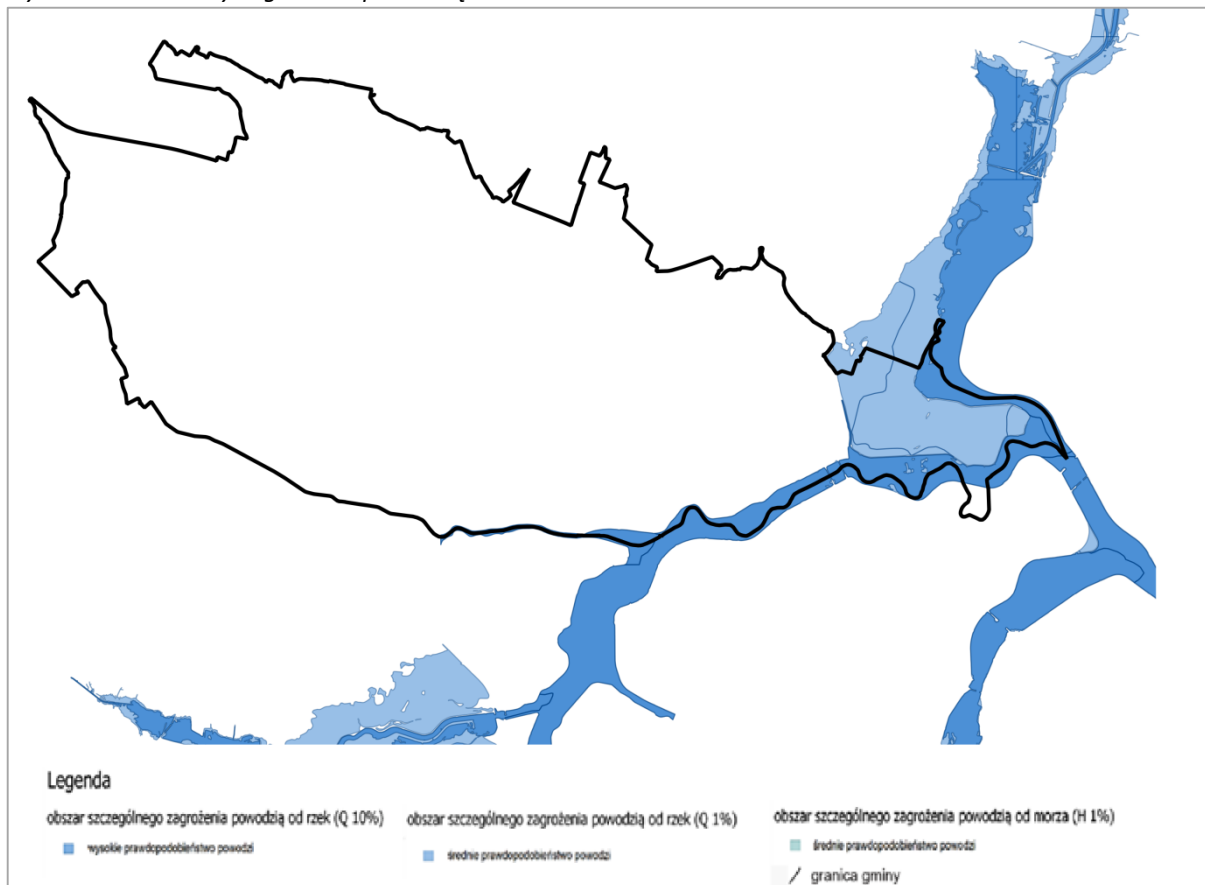 Legenda
obszar szczególnego zagrożenia powodzią od rzek (Q 10%)
wysokie prawdopodobieństwo powodzi
obszar szczególnego zagrożenia powodzią od rzek (Q 1%)
średnie prawdopodobieństwo powodzi
obszar szczególnego zagrożenia powodzią od morza (H 1%)
średnie prawdopodobieństwo powodzi
granica gminy